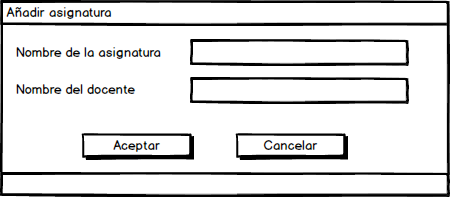 Añadir asignatura
Nombre de la asignatura
Nombre del docente
Aceptar Cancelar